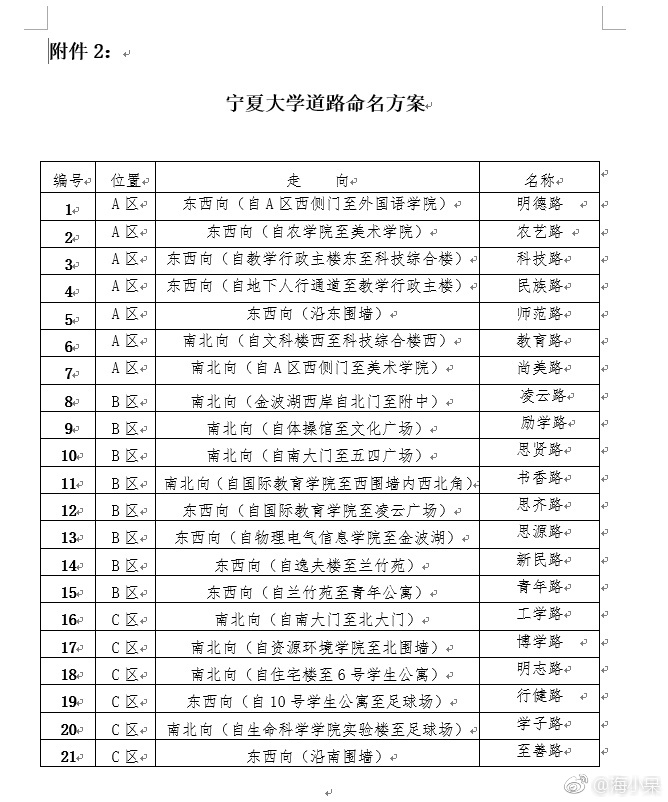 附件 2：
宁夏大学道路命名方案
编号 位置 走 向 名称
1 A 区 东西向（自 A 区西侧门至外国语学院） 明德路
2 A 区 东西向（自农学院至美术学院） 农艺路
3 A 区 东西向（自教学行政主楼东至科技综合楼） 科技路
4 A 区 东西向（自地下人行通道至教学行政主楼） 民族路
5 A 区 东西向（沿东围墙） 师范路
6 A 区 南北向（自文科楼西至科技综合楼西） 教育路
7 A 区 南北向（自 A 区西侧门至美术学院） 尚美路
8 B 区 南北向（金波湖西岸自北门至附中） 凌云路
9 B 区 南北向（自体操馆至文化广场） 励学路
10 B 区 南北向（自南大门至五四广场） 思贤路
11 B 区 南北向（自国际教育学院至西围墙内西北角） 书香路
12 B 区 东西向（自国际教育学院至凌云广场） 思齐路
13 B 区 东西向（自物理电气信息学院至金波湖） 思源路
14 B 区 东西向（自逸夫楼至兰竹苑） 新民路
15 B 区 东西向（自兰竹苑至青年公寓） 青年路
16 C 区 南北向（自南大门至北大门） 工学路
17 C 区 南北向（自资源环境学院至北围墙） 博学路
18 C 区 南北向（自住宅楼至 6 号学生公寓） 明志路
19 C 区 东西向（自 10 号学生公寓至足球场） 行健路
20 C 区 南北向（自生命科学学院实验楼至足球场） 学子路
21 C 区 东西向（沿南围墙） 至善路
@海小呆